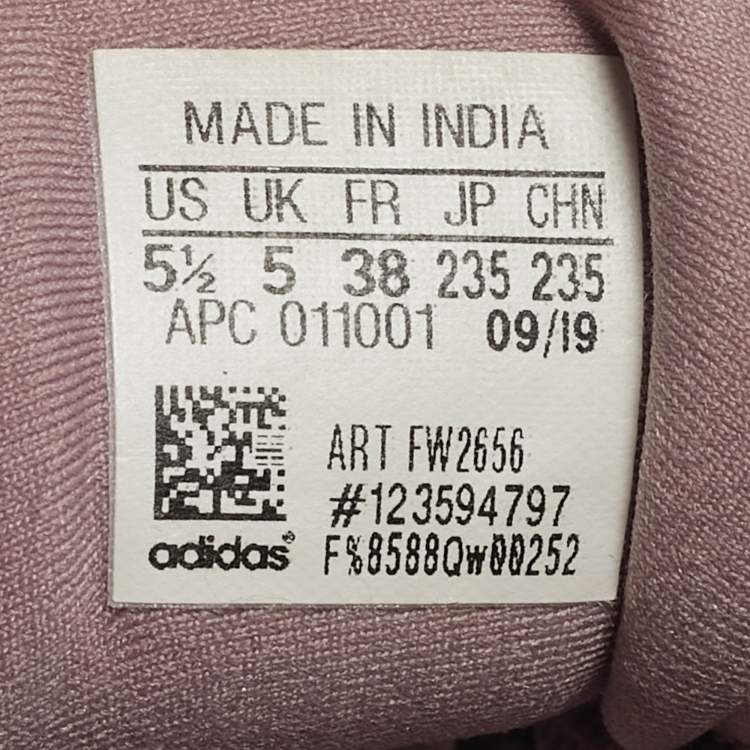 MADE IN INDIA
US UK FR JP CHN
5½ 5 38 235 235
APC 011001 09/19
ART FW2656
#123594797
adidas® F%8588Qw00252